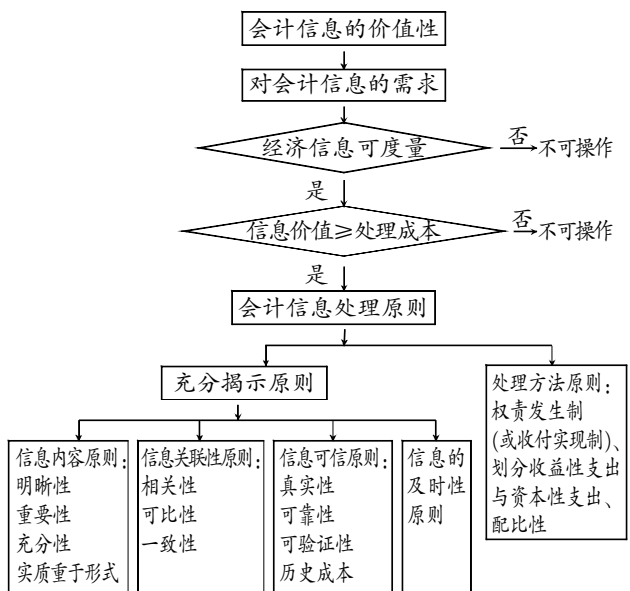 会计信息的价值性
对会计信息的需求
经济信息可度量
否
不可操作
是
信息价值≥处理成本
否
不可操作
是
会计信息处理原则
充分揭示原则
处理方法原则:
权责发生制
(或收付实现制)、
划分收益性支出
与资本性支出、
配比性
信息内容原则:
明晰性
重要性
充分性
实质重于形式
信息关联性原则:
相关性
可比性
一致性
信息可信原则:
真实性
可靠性
可验证性
历史成本
信息的
及时性
原则